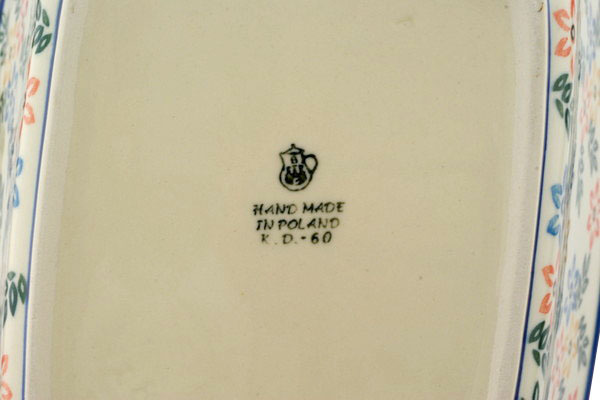 B
HAND MADE
IN POLAND
K. D.-60